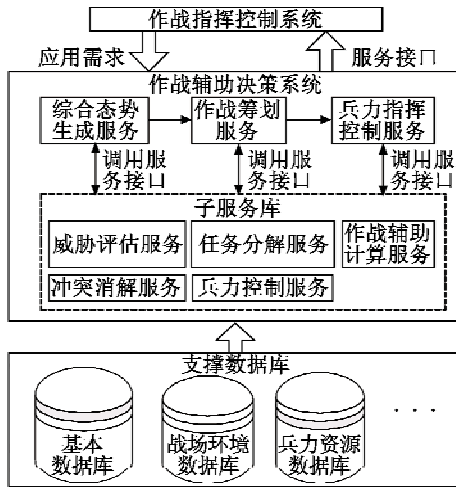 作战指挥控制系统
应用需求
服务接口
作战辅助决策系统
综合态势
生成服务
作战筹划
服务
兵力指挥
控制服务
调用服
务接口
调用服
务接口
调用服
务接口
子服务库
威胁评估服务
任务分解服务
作战辅助
计算服务
冲突消解服务
兵力控制服务
支撑数据库
基本
数据库
战场环境
数据库
兵力资源
数据库
· · ·